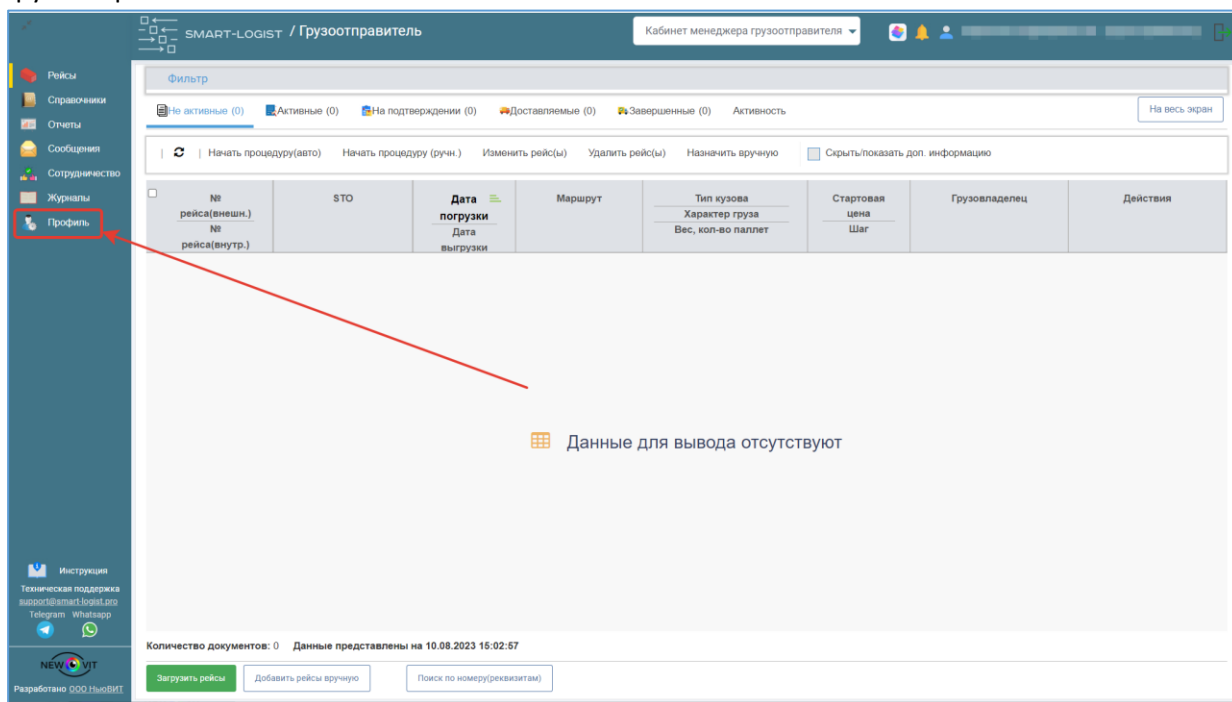 SMART-LOGIST / Грузоотправитель
Кабинет менеджера грузоотправителя
Рейсы
Справочники
Отчеты
Сообщения
Сотрудничество
Журналы
Профиль
Фильтр
Не активные (0) Активные (0) На подтверждении (0) Доставляемые (0) Завершенные (0) Активность
На весь экран
| | Начать процедуру(авто) Начать процедуру (ручн.) Изменить рейс(ы) Удалить рейс(ы) Назначить вручную Скрыть/показать доп. информацию
№
рейса(внешн.)
№
рейса(внутр.)
STO
Дата
погрузки
Дата
выгрузки
Маршрут
Тип кузова
Характер груза
Вес, кол-во паллет
Стартовая
цена
Шаг
Грузовладелец
Действия
Данные для вывода отсутствуют
Инструкция
Техническая поддержка
support@smart-logist.pro
Telegram Whatsapp
NEW VIT
Разработано ООО НьюВИТ
Количество документов: 0 Данные представлены на 10.08.2023 15:02:57
Загрузить рейсы
Добавить рейсы вручную
Поиск по номеру(реквизитам)